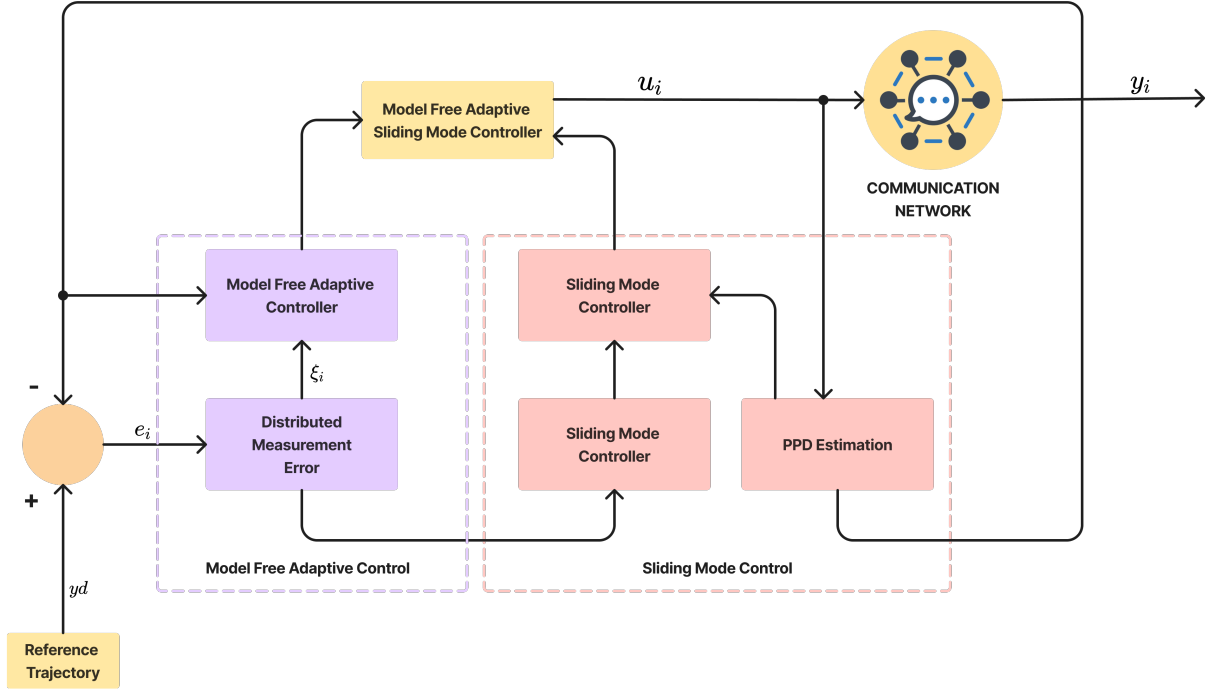 Model Free Adaptive
Sliding Mode Controller
u_i
y_i
COMMUNICATION
NETWORK
Model Free Adaptive
Controller
Sliding Mode
Controller
ξ_i
-
e_i
Distributed
Measurement
Error
Sliding Mode
Controller
PPD Estimation
+
Model Free Adaptive Control
Sliding Mode Control
yd
Reference
Trajectory